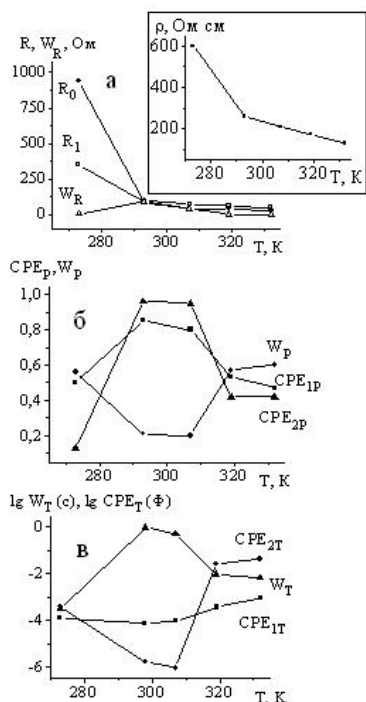 R, W_R, Ом
ρ, Ом см
600
400
200
280 300 320
T, K
а
1000
750
500
250
0
R_0
R_1
W_R
280 300 320 T, K
CPE_p, W_p
б
1,0
0,8
0,6
0,4
0,2
W_p
CPE_1P
CPE_2P
280 300 320
T, K
lg W_T (c), lg CPE_T (Ф)
в
0
-2
-4
-6
CPE_2T
W_T
CPE_1T
280 300 320
T, K